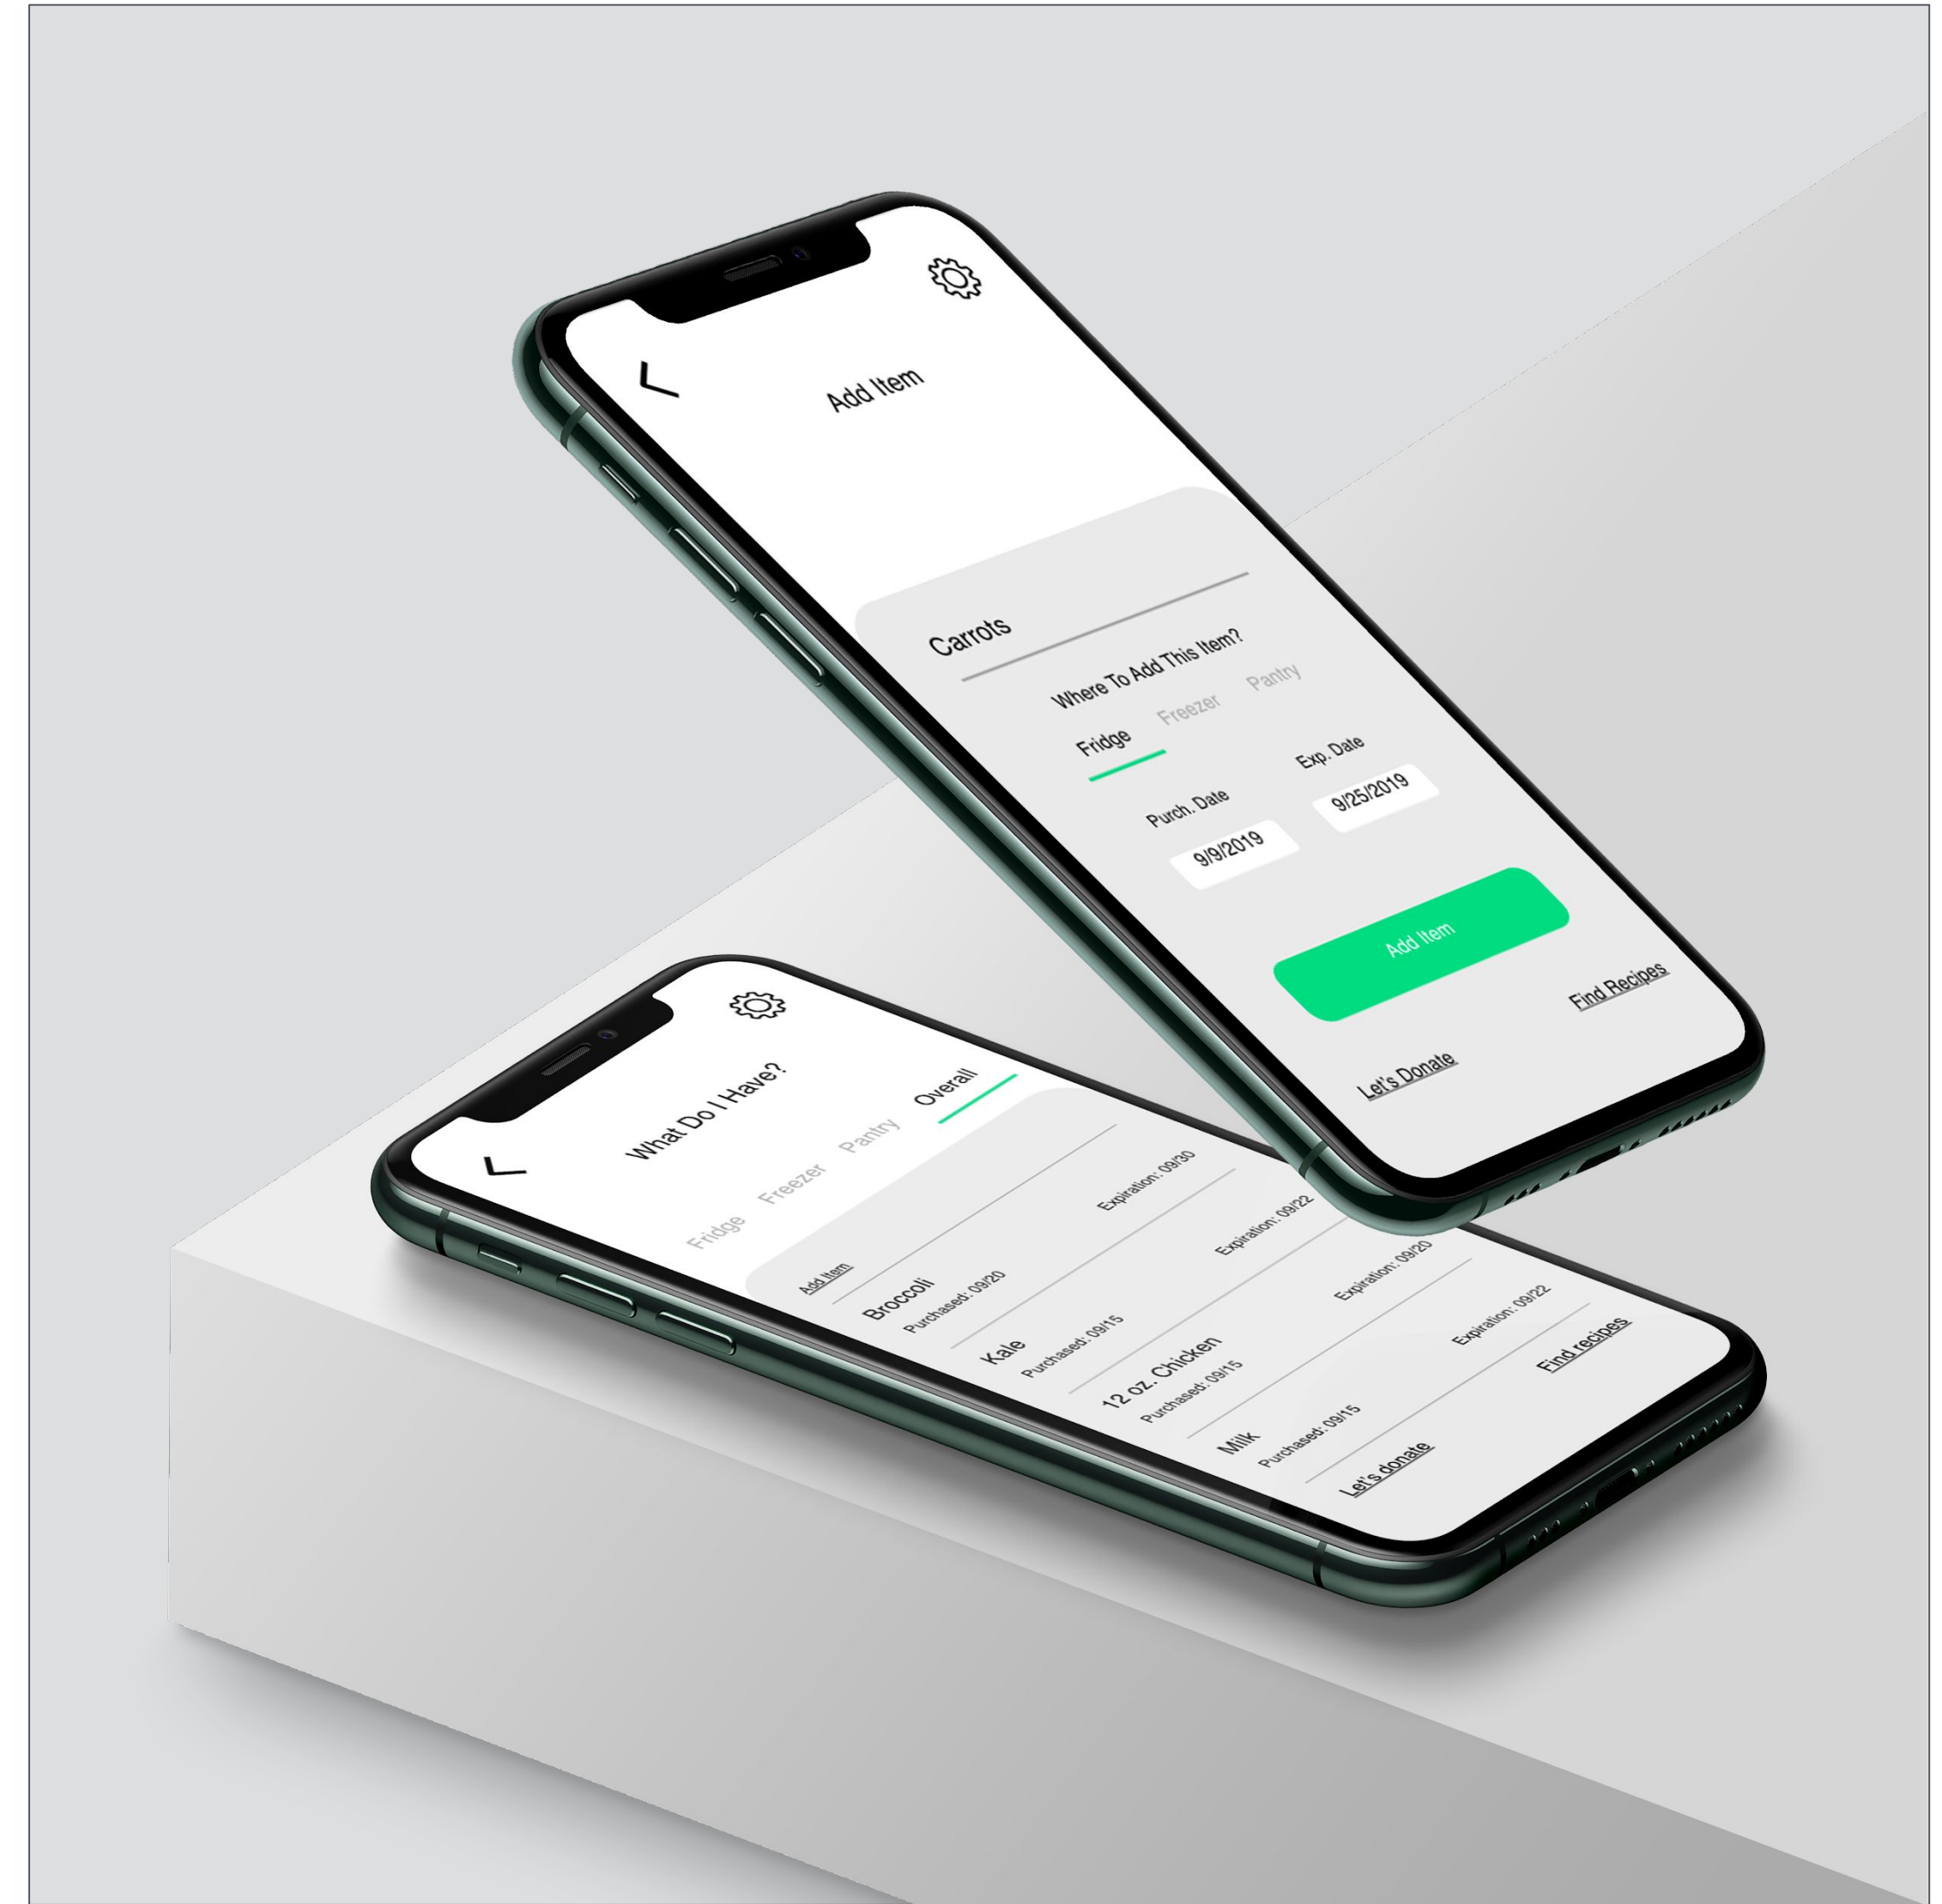 Add Item
Carrots
Where To Add This Item?
Fridge Freezer Pantry
Purch. Date Exp. Date
9/9/2019 9/25/2019
Add Item
Let's Donate Find Recipes
What Do I Have?
Fridge Freezer Pantry Overall
Add Item
Broccoli
Purchased: 09/20 Expiration: 09/30
Kale
Purchased: 09/15 Expiration: 09/22
12 oz. Chicken
Purchased: 09/15 Expiration: 09/20
Milk
Purchased: 09/15 Expiration: 09/22
Let's donate Find recipes